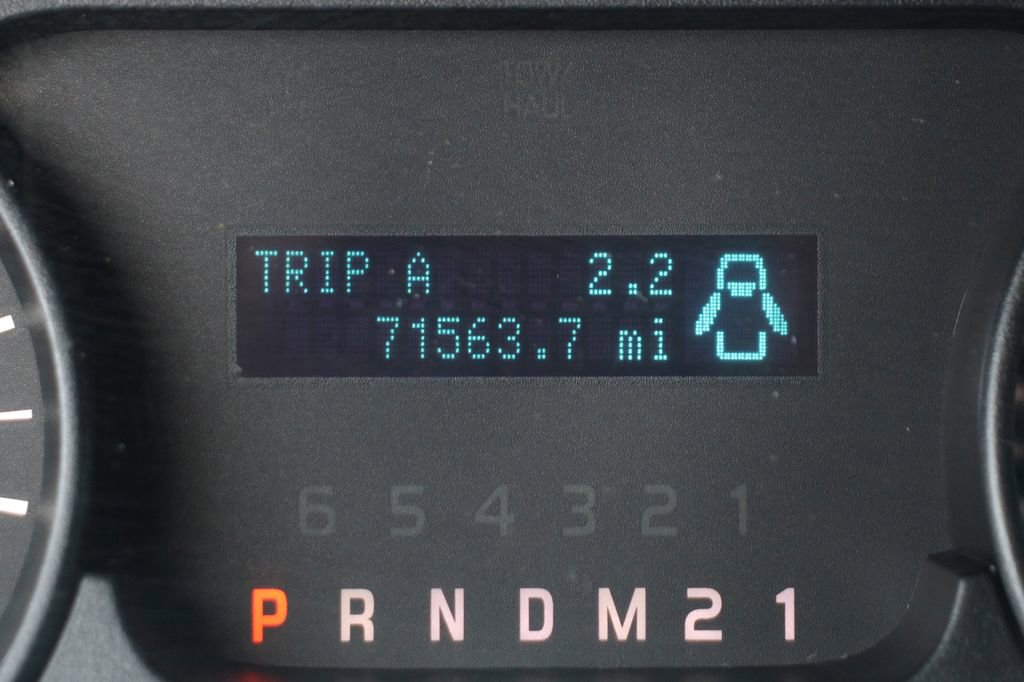 TOW/
HAUL
TRIP A 2.2
71563.7 mi
6 5 4 3 2 1
P R N D M 2 1